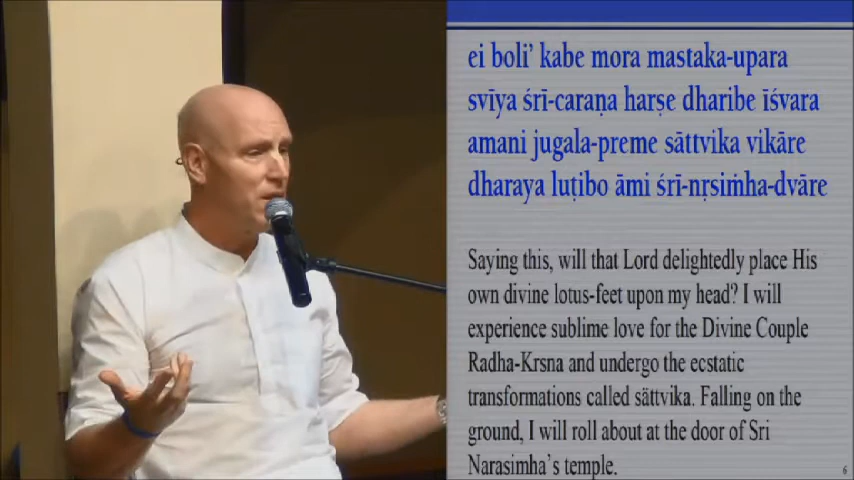 ei boli’ kabe mora mastaka-upara
svīya śrī-caraṇa harṣe dharibe īśvara
amani jugala-preme sāttvika vikāre
dharaya luṭibo āmi śrī-nṛsiṁha-dvāre
Saying this, will that Lord delightedly place His
own divine lotus-feet upon my head? I will
experience sublime love for the Divine Couple
Radha-Krsna and undergo the ecstatic
transformations called sättvika. Falling on the
ground, I will roll about at the door of Sri
Narasimha's temple.
6